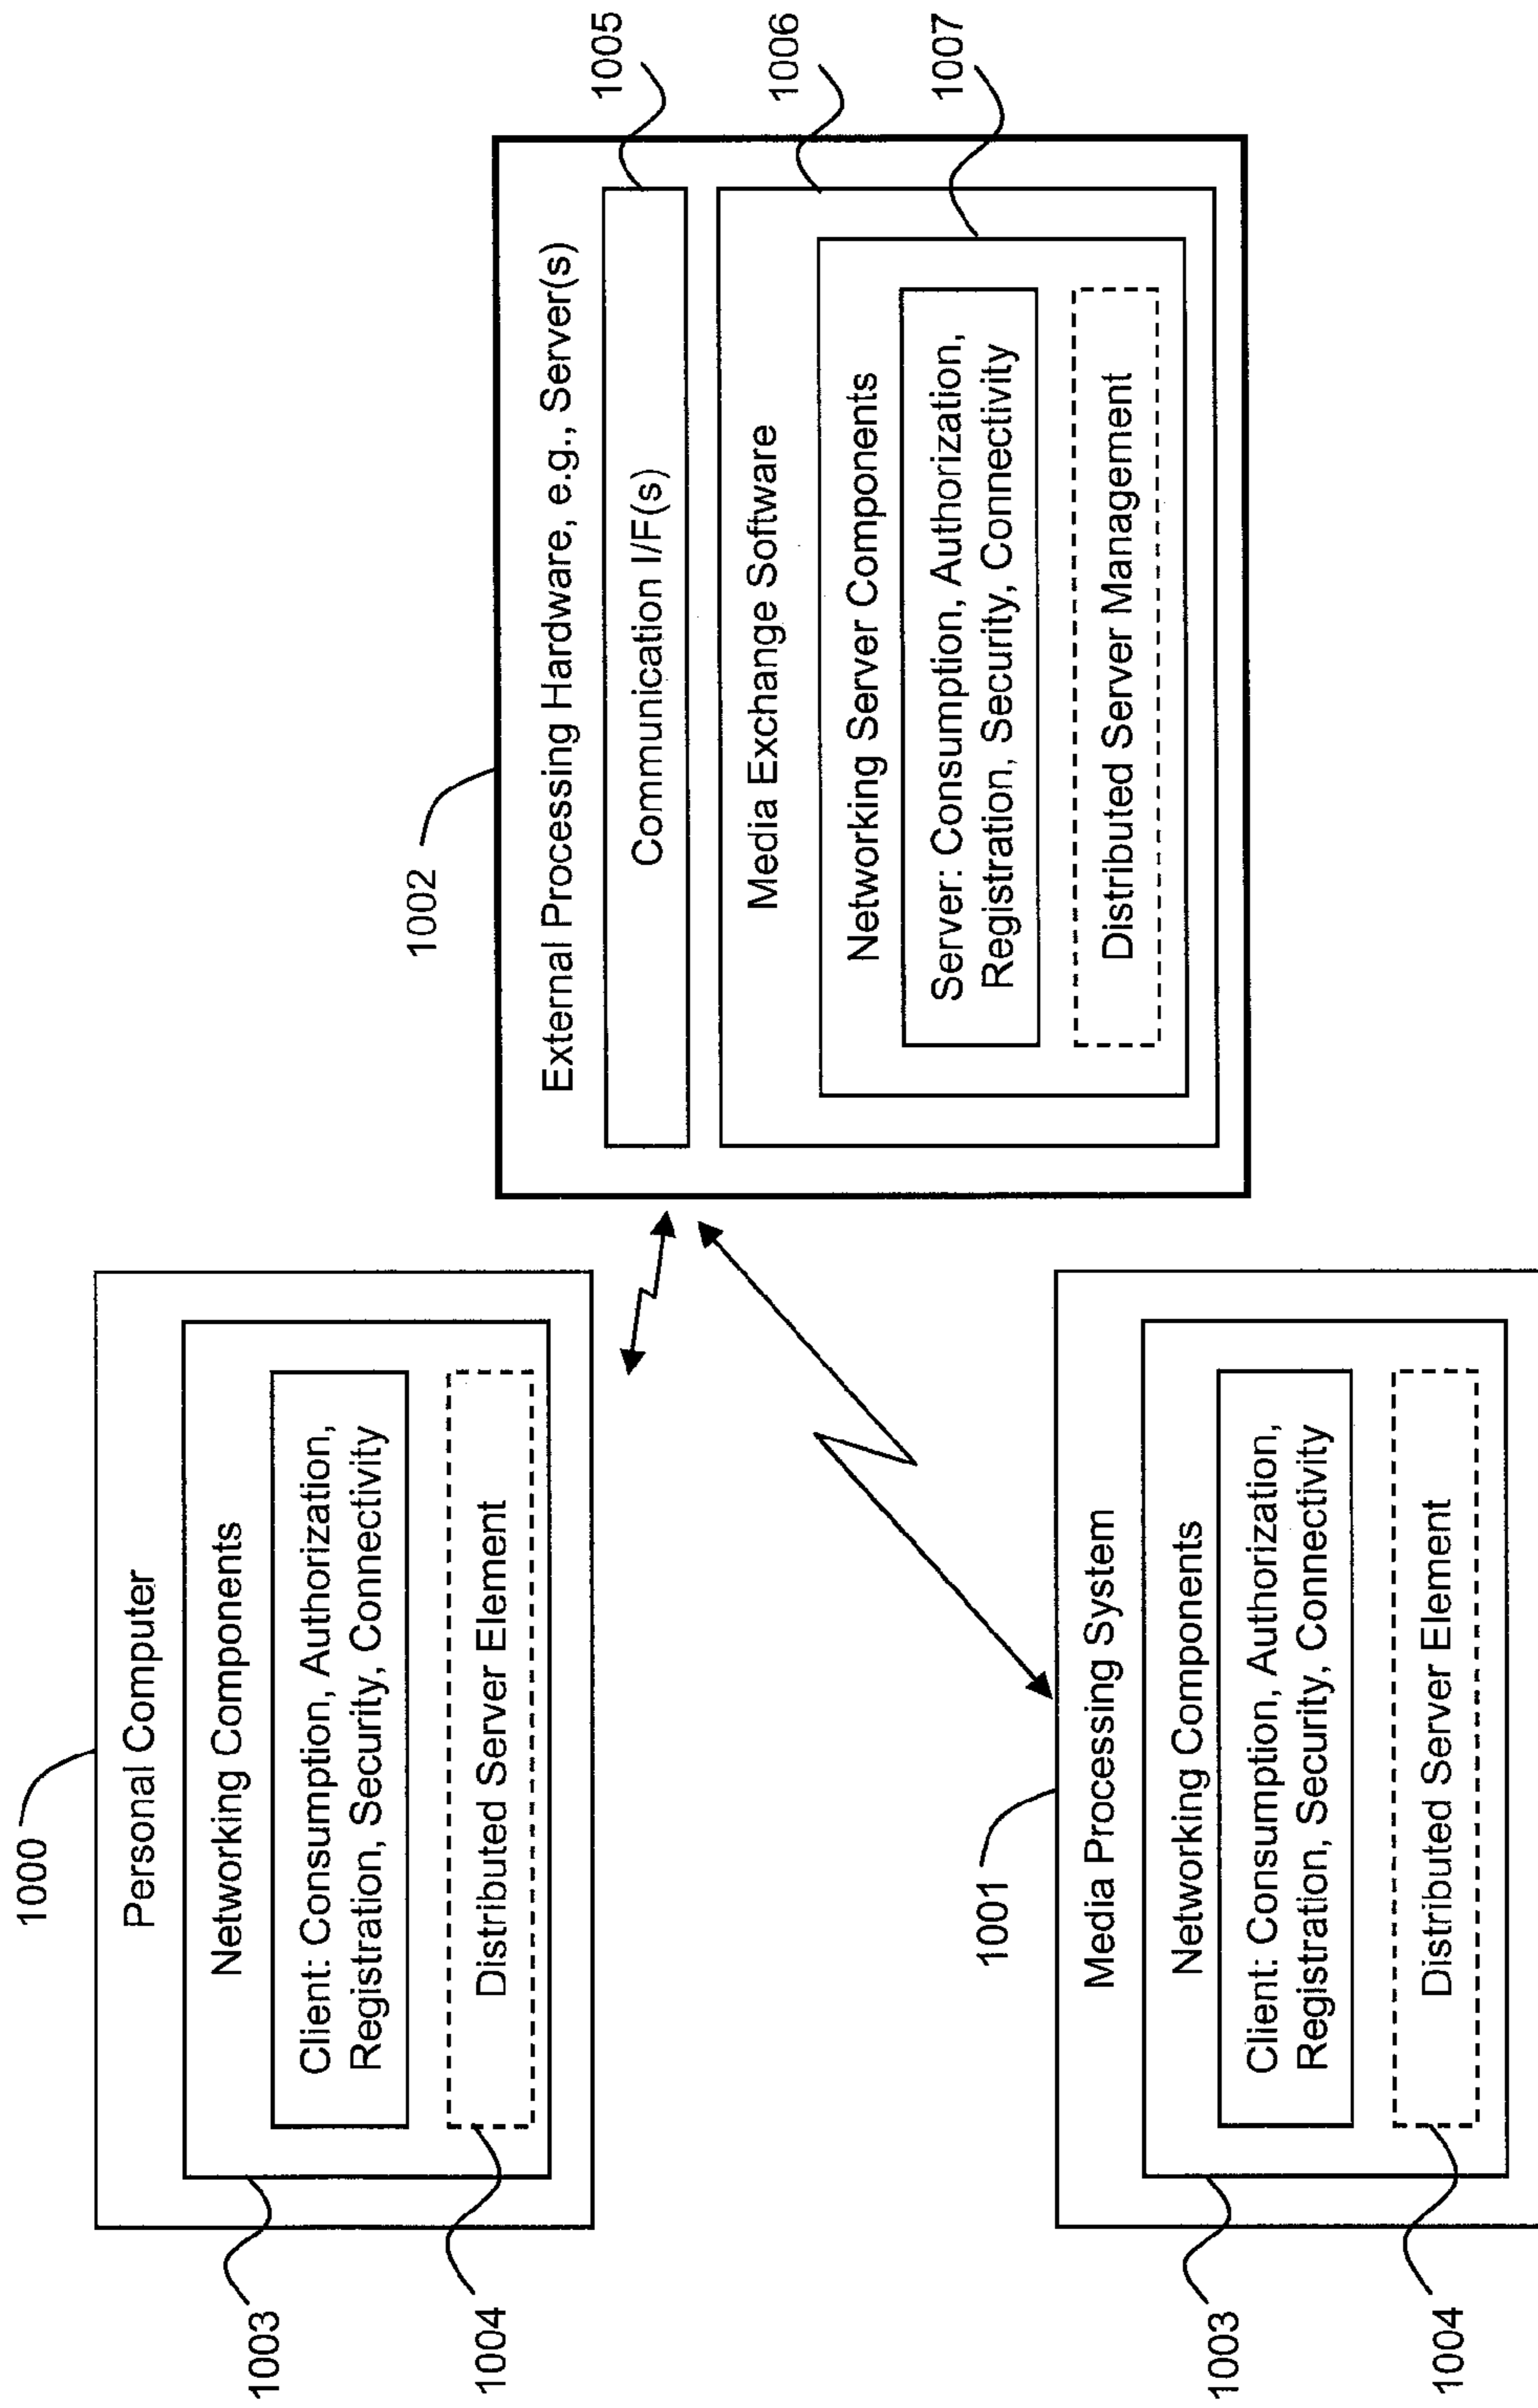 1000
Personal Computer
Networking Components
Client: Consumption, Authorization,
Registration, Security, Connectivity
Distributed Server Element
1003
1004
1001
Media Processing System
Networking Components
Client: Consumption, Authorization,
Registration, Security, Connectivity
Distributed Server Element
1003
1004
1002
External Processing Hardware, e.g., Server(s)
Communication I/F(s)
Media Exchange Software
Networking Server Components
Server: Consumption, Authorization,
Registration, Security, Connectivity
Distributed Server Management
1005
1006
1007